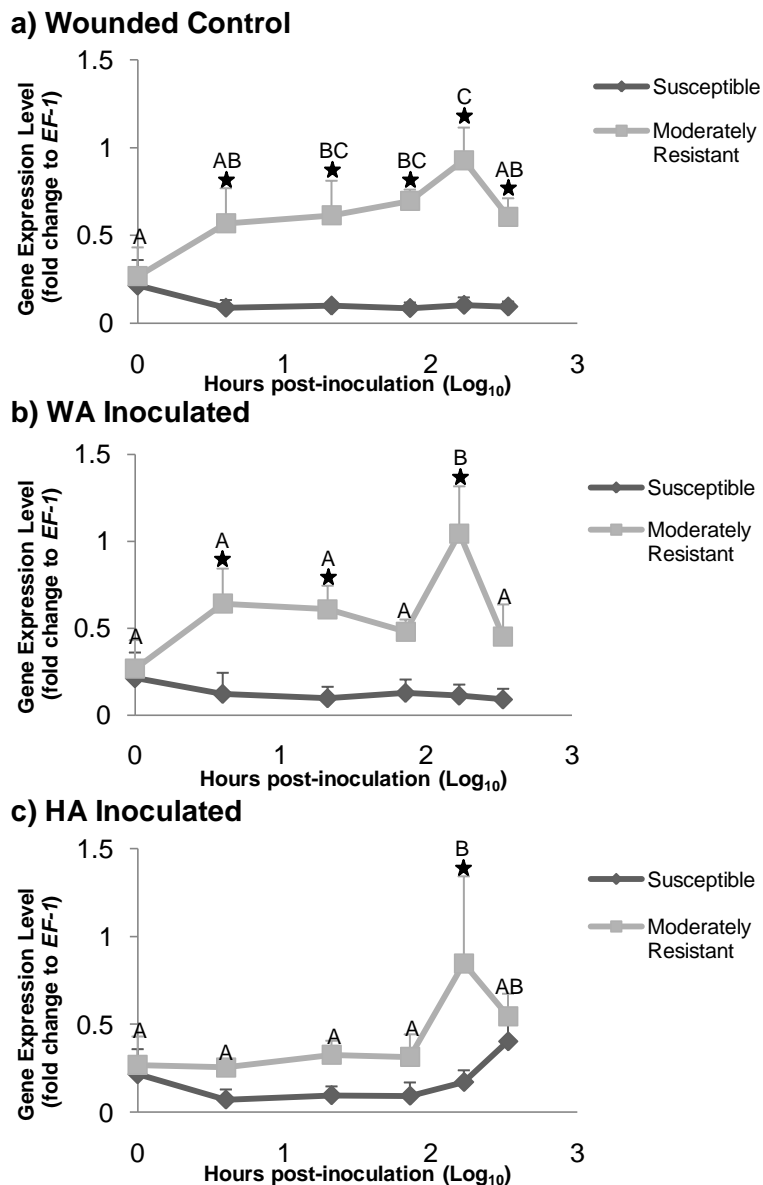 a) Wounded Control
Gene Expression Level
(fold change to EF-1)
1.5
1
0.5
0
A
AB
BC
BC
C
AB
0 1 2 3
Hours post-inoculation (Log10)
Susceptible
Moderately
Resistant
b) WA Inoculated
Gene Expression Level
(fold change to EF-1)
1.5
1
0.5
0
A
A
A
A
B
A
0 1 2 3
Hours post-inoculation (Log10)
Susceptible
Moderately
Resistant
c) HA Inoculated
Gene Expression Level
(fold change to EF-1)
1.5
1
0.5
0
A
A
A
A
B
AB
0 1 2 3
Hours post-inoculation (Log10)
Susceptible
Moderately
Resistant